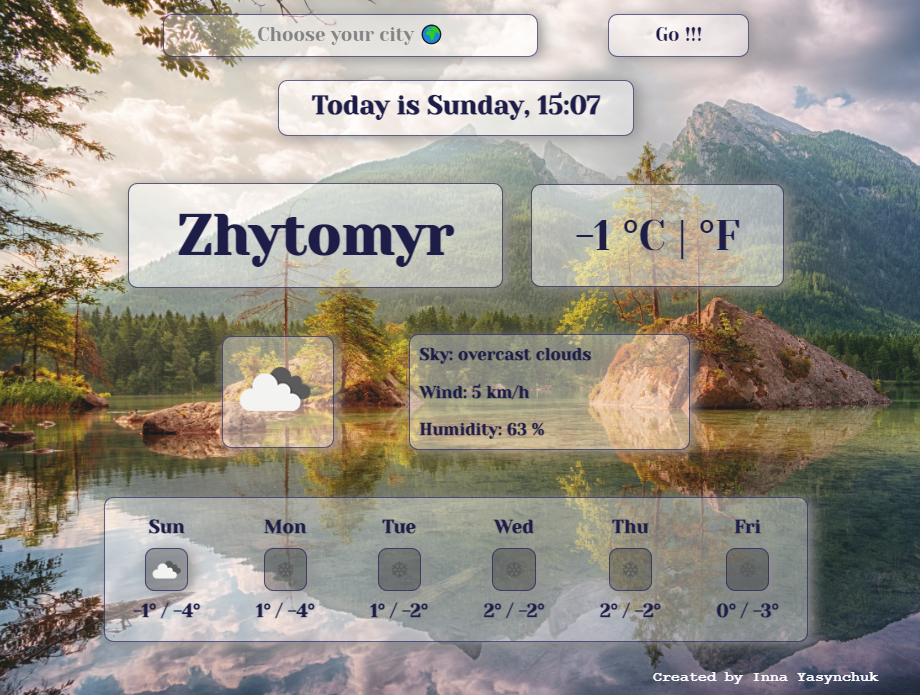 Choose your city 🌍
Go !!!
Today is Sunday, 15:07
Zhytomyr
−1 °C | °F
Sky: overcast clouds
Wind: 5 km/h
Humidity: 63 %
Sun Mon Tue Wed Thu Fri
-1° / -4° 1° / -4° 1° / -2° 2° / -2° 2° / -2° 0° / -3°
Created by Inna Yasynchuk